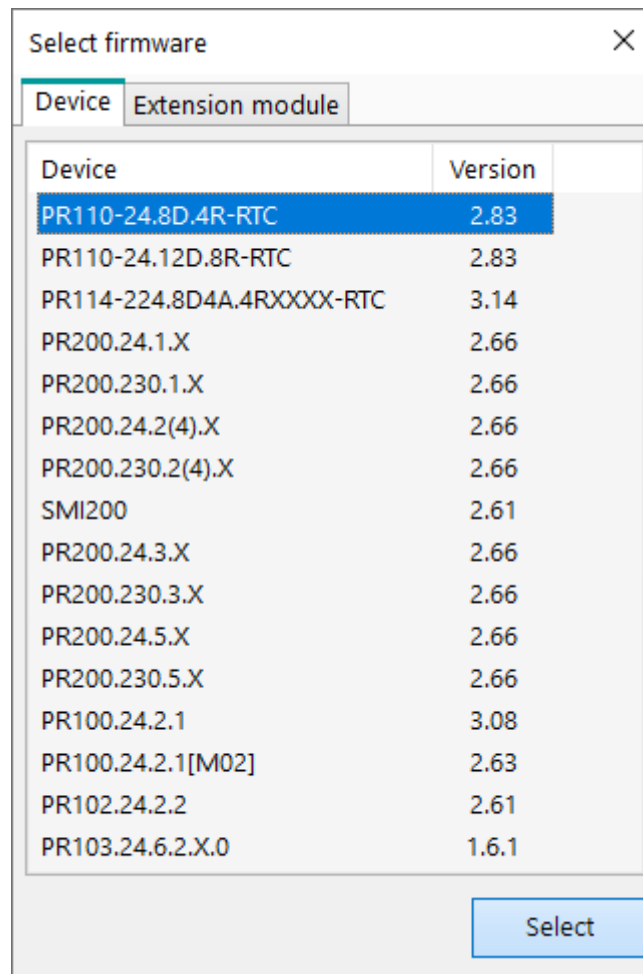 Select firmware
Device Extension module
Device Version
PR110-24.8D.4R-RTC 2.83
PR110-24.12D.8R-RTC 2.83
PR114-224.8D4A.4RXXXX-RTC 3.14
PR200.24.1.X 2.66
PR200.230.1.X 2.66
PR200.24.2(4).X 2.66
PR200.230.2(4).X 2.66
SMI200 2.61
PR200.24.3.X 2.66
PR200.230.3.X 2.66
PR200.24.5.X 2.66
PR200.230.5.X 2.66
PR100.24.2.1 3.08
PR100.24.2.1[M02] 2.63
PR102.24.2.2 2.61
PR103.24.6.2.X.0 1.6.1
Select